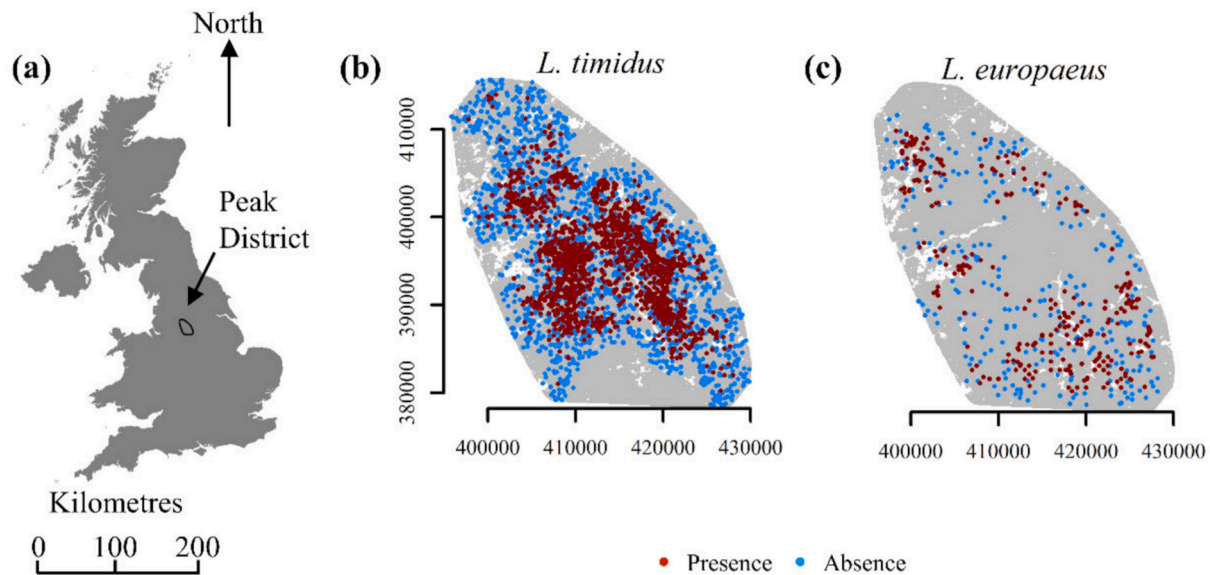 North
(a)
Peak
District
Kilometres
0 100 200
(b)
L. timidus
410000
400000
390000
380000
400000 410000 420000 430000
(c)
L. europaeus
400000 410000 420000 430000
Presence Absence